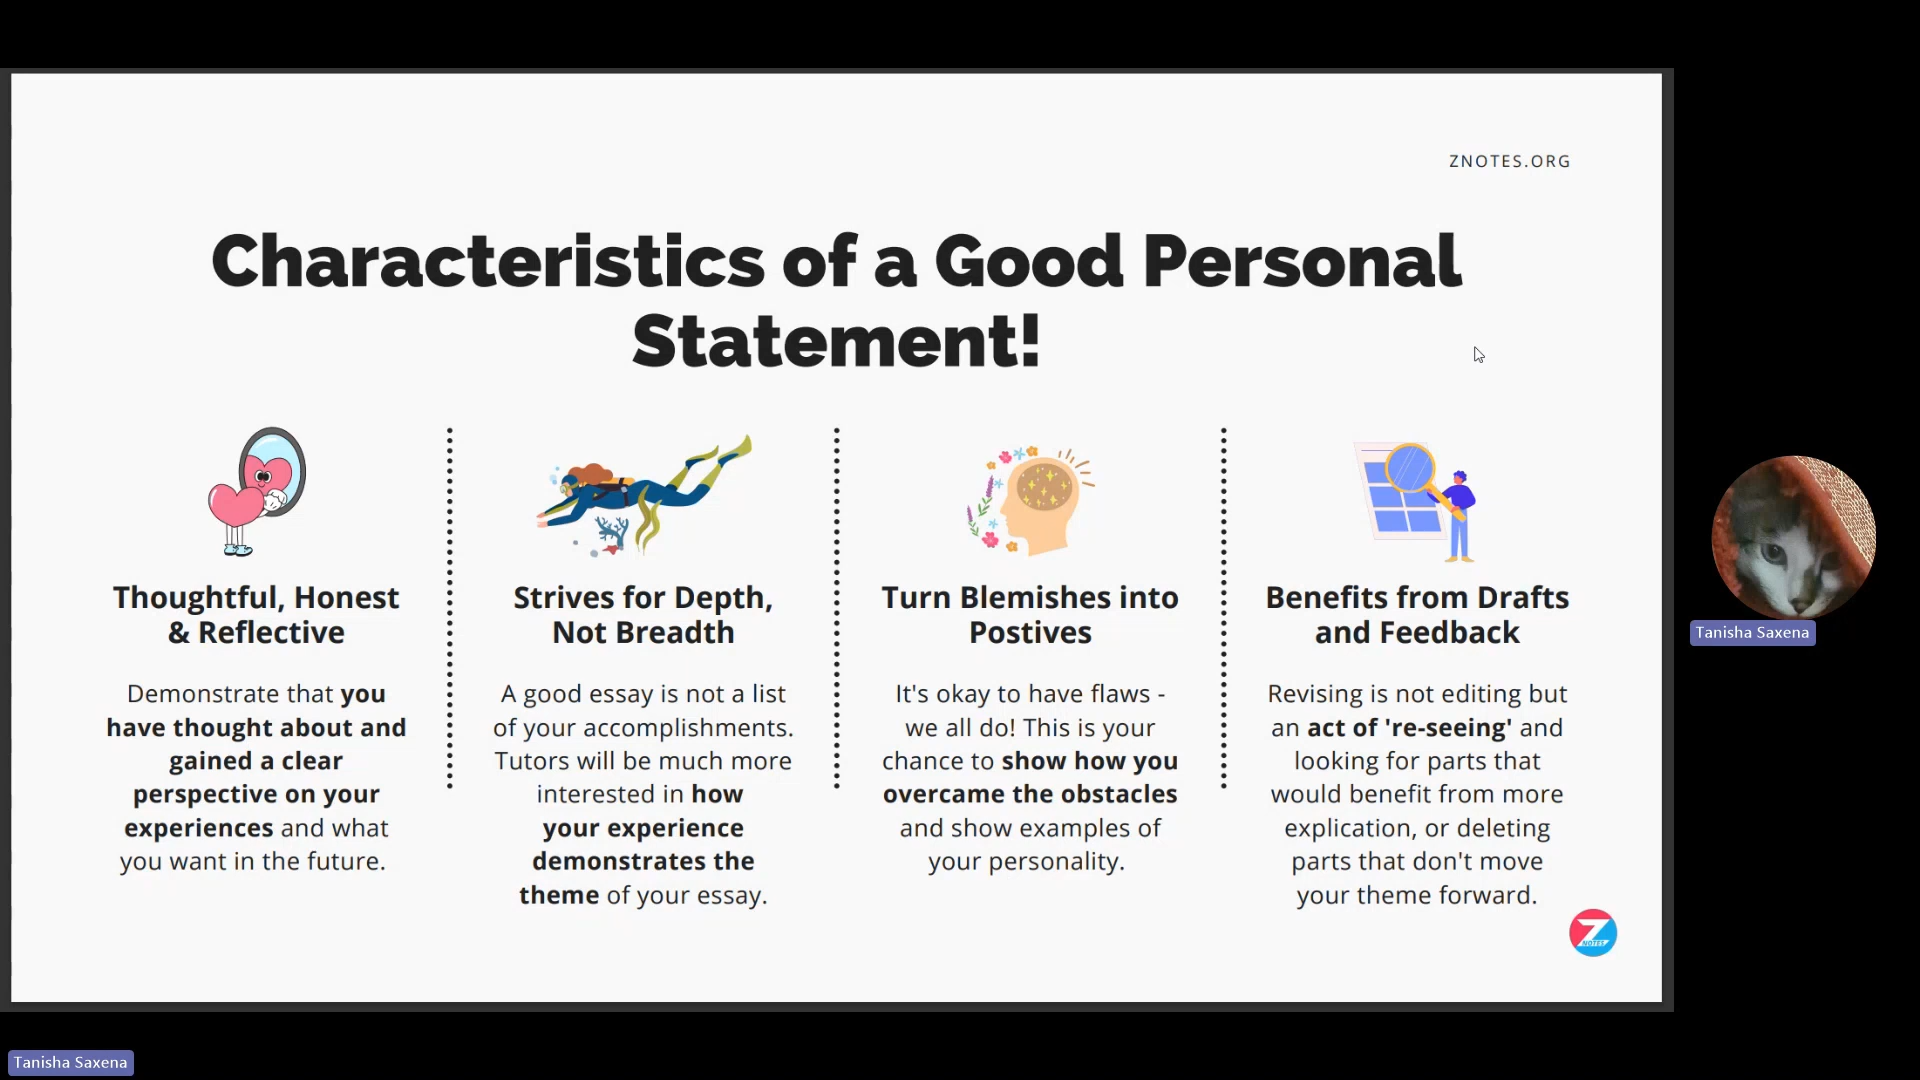 ZNOTES.ORG
Characteristics of a Good Personal
Statement!
Thoughtful, Honest
& Reflective
Demonstrate that you
have thought about and
gained a clear
perspective on your
experiences and what
you want in the future.
Strives for Depth,
Not Breadth
A good essay is not a list
of your accomplishments.
Tutors will be much more
interested in how
your experience
demonstrates the
theme of your essay.
Turn Blemishes into
Postives
It's okay to have flaws -
we all do! This is your
chance to show how you
overcame the obstacles
and show examples of
your personality.
Benefits from Drafts
and Feedback
Revising is not editing but
an act of 're-seeing' and
looking for parts that
would benefit from more
explication, or deleting
parts that don't move
your theme forward.
Z
NOTES
Tanisha Saxena
Tanisha Saxena